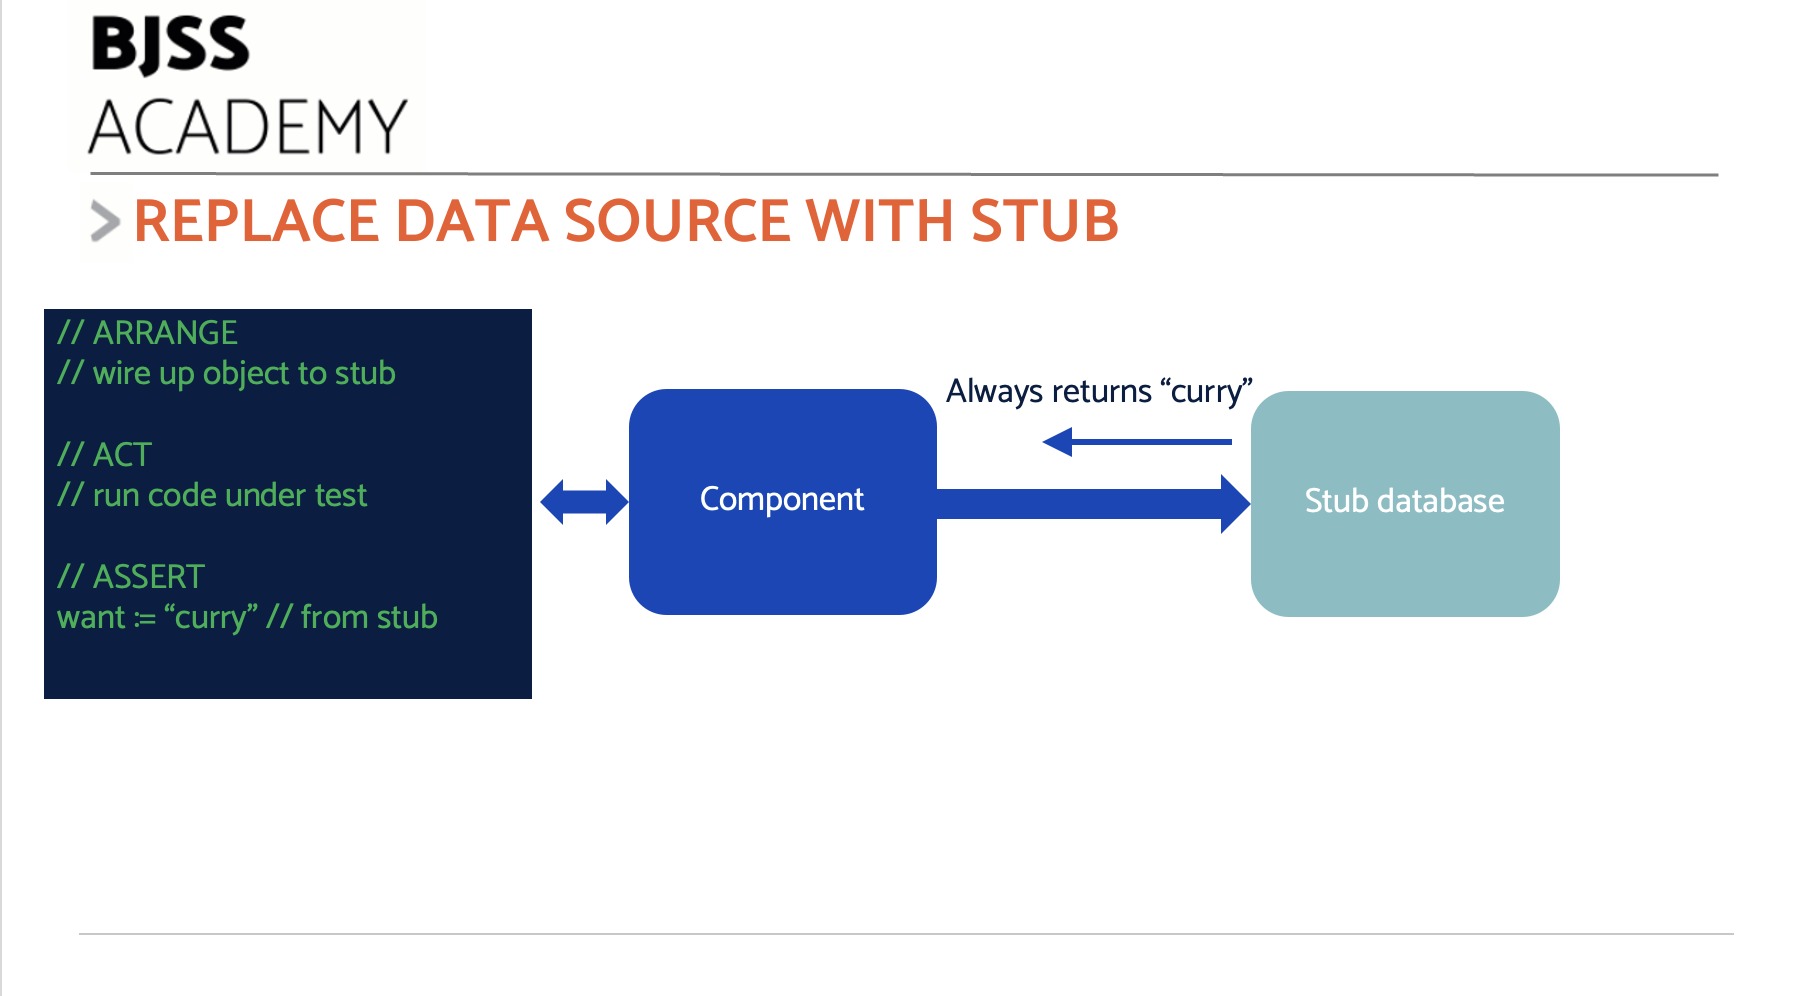 BJSS
ACADEMY
> REPLACE DATA SOURCE WITH STUB
// ARRANGE
// wire up object to stub
// ACT
// run code under test
// ASSERT
want := “curry” // from stub
Component
Always returns “curry”
Stub database